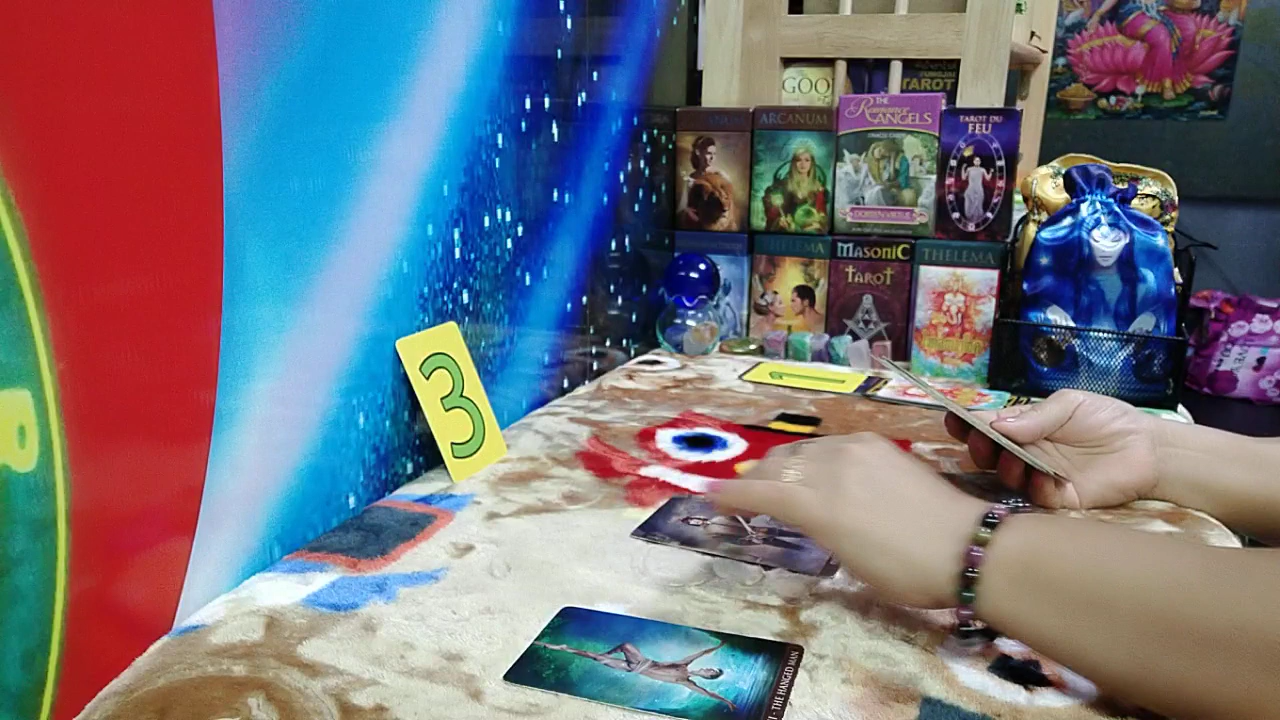 GOO
TAROT
ARCANUM
THE
Romance
ANGELS
ORACLE CARDS
DOREEN VIRTUE
TAROT DU
FEU
THELEMA
MASONIC
TAROT
THELEMA
3
1
THE HANGED MAN